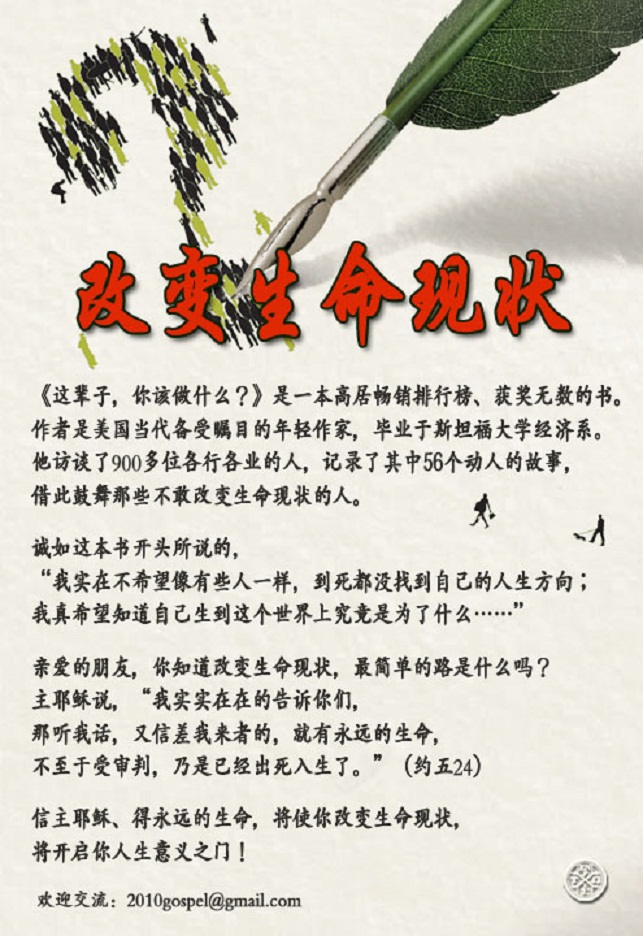 改变生命现状
《这辈子，你该做什么？》是一本高居畅销排行榜、获奖无数的书。
作者是美国当代备受瞩目的年轻作家，毕业于斯坦福大学经济系。
他访谈了900多位各行各业的人，记录了其中56个动人的故事，
借此鼓舞那些不敢改变生命现状的人。
诚如这本书开头所说的，
“我实在不希望像有些人一样，到死都没找到自己的人生方向；
我真希望知道自己生到这个世界上究竟是为了什么……”
亲爱的朋友，你知道改变生命现状，最简单的路是什么吗？
主耶稣说，“我实实在在的告诉你们，
那听我话，又信差我来者的，就有永远的生命，
不至于受审判，乃是已经出死入生了。”（约五24）
信主耶稣、得永远的生命，将使你改变生命现状，
将开启你人生意义之门！
欢迎交流：2010gospel@gmail.com